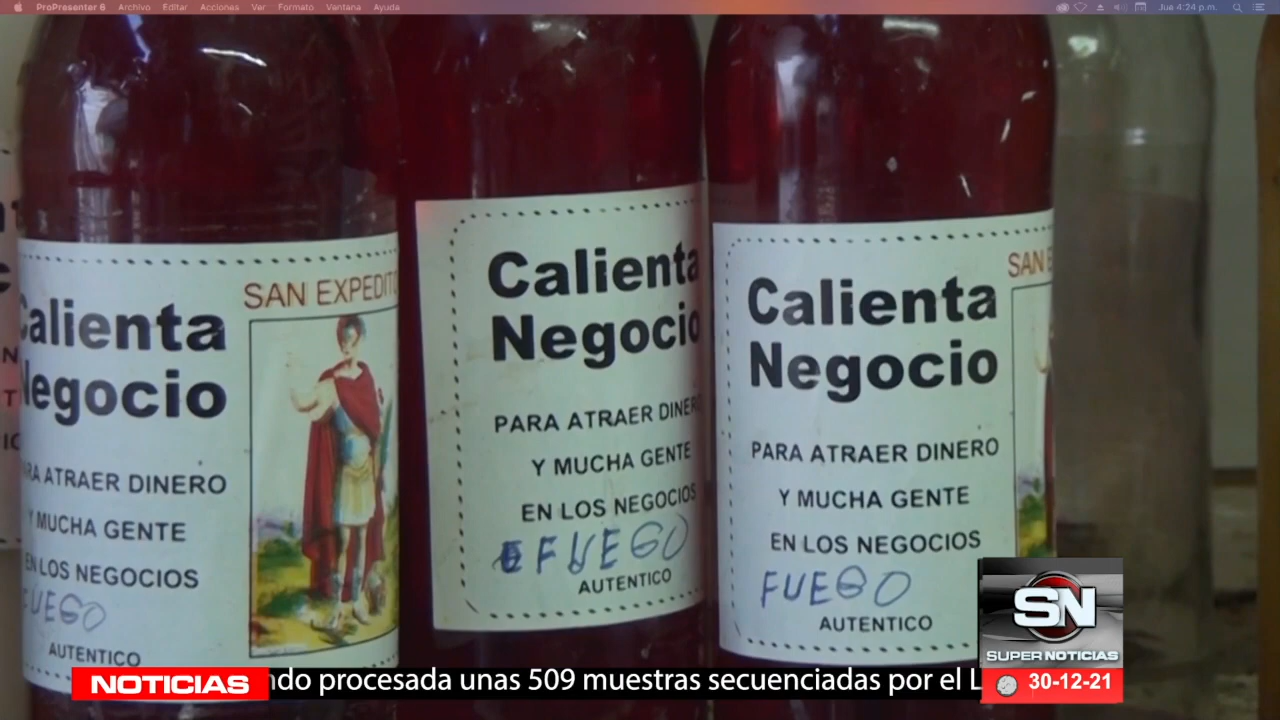 ProPresenter 6 Archivo Editar Acciones Ver Formato Ventana Ayuda
Jue 4:24 p.m.
SAN EXPEDITO
Calienta
Negocio
PARA ATRAER DINERO
Y MUCHA GENTE
EN LOS NEGOCIOS
FUEGO
AUTENTICO
Calienta
Negocio
PARA ATRAER DINERO
Y MUCHA GENTE
EN LOS NEGOCIOS
FUEGO
AUTENTICO
SAN E
Calienta
Negocio
PARA ATRAER DINERO
Y MUCHA GENTE
EN LOS NEGOCIOS
FUEGO
AUTENTICO
SN
SUPER NOTICIAS
NOTICIAS
ndo procesada unas 509 muestras secuenciadas por el L
30-12-21